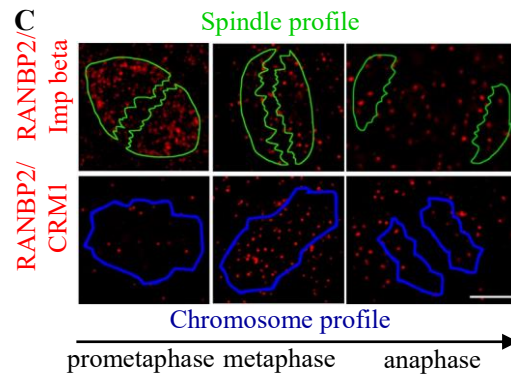 C
Spindle profile
RANBP2/
Imp beta
RANBP2/
CRM1
Chromosome profile
prometaphase metaphase anaphase